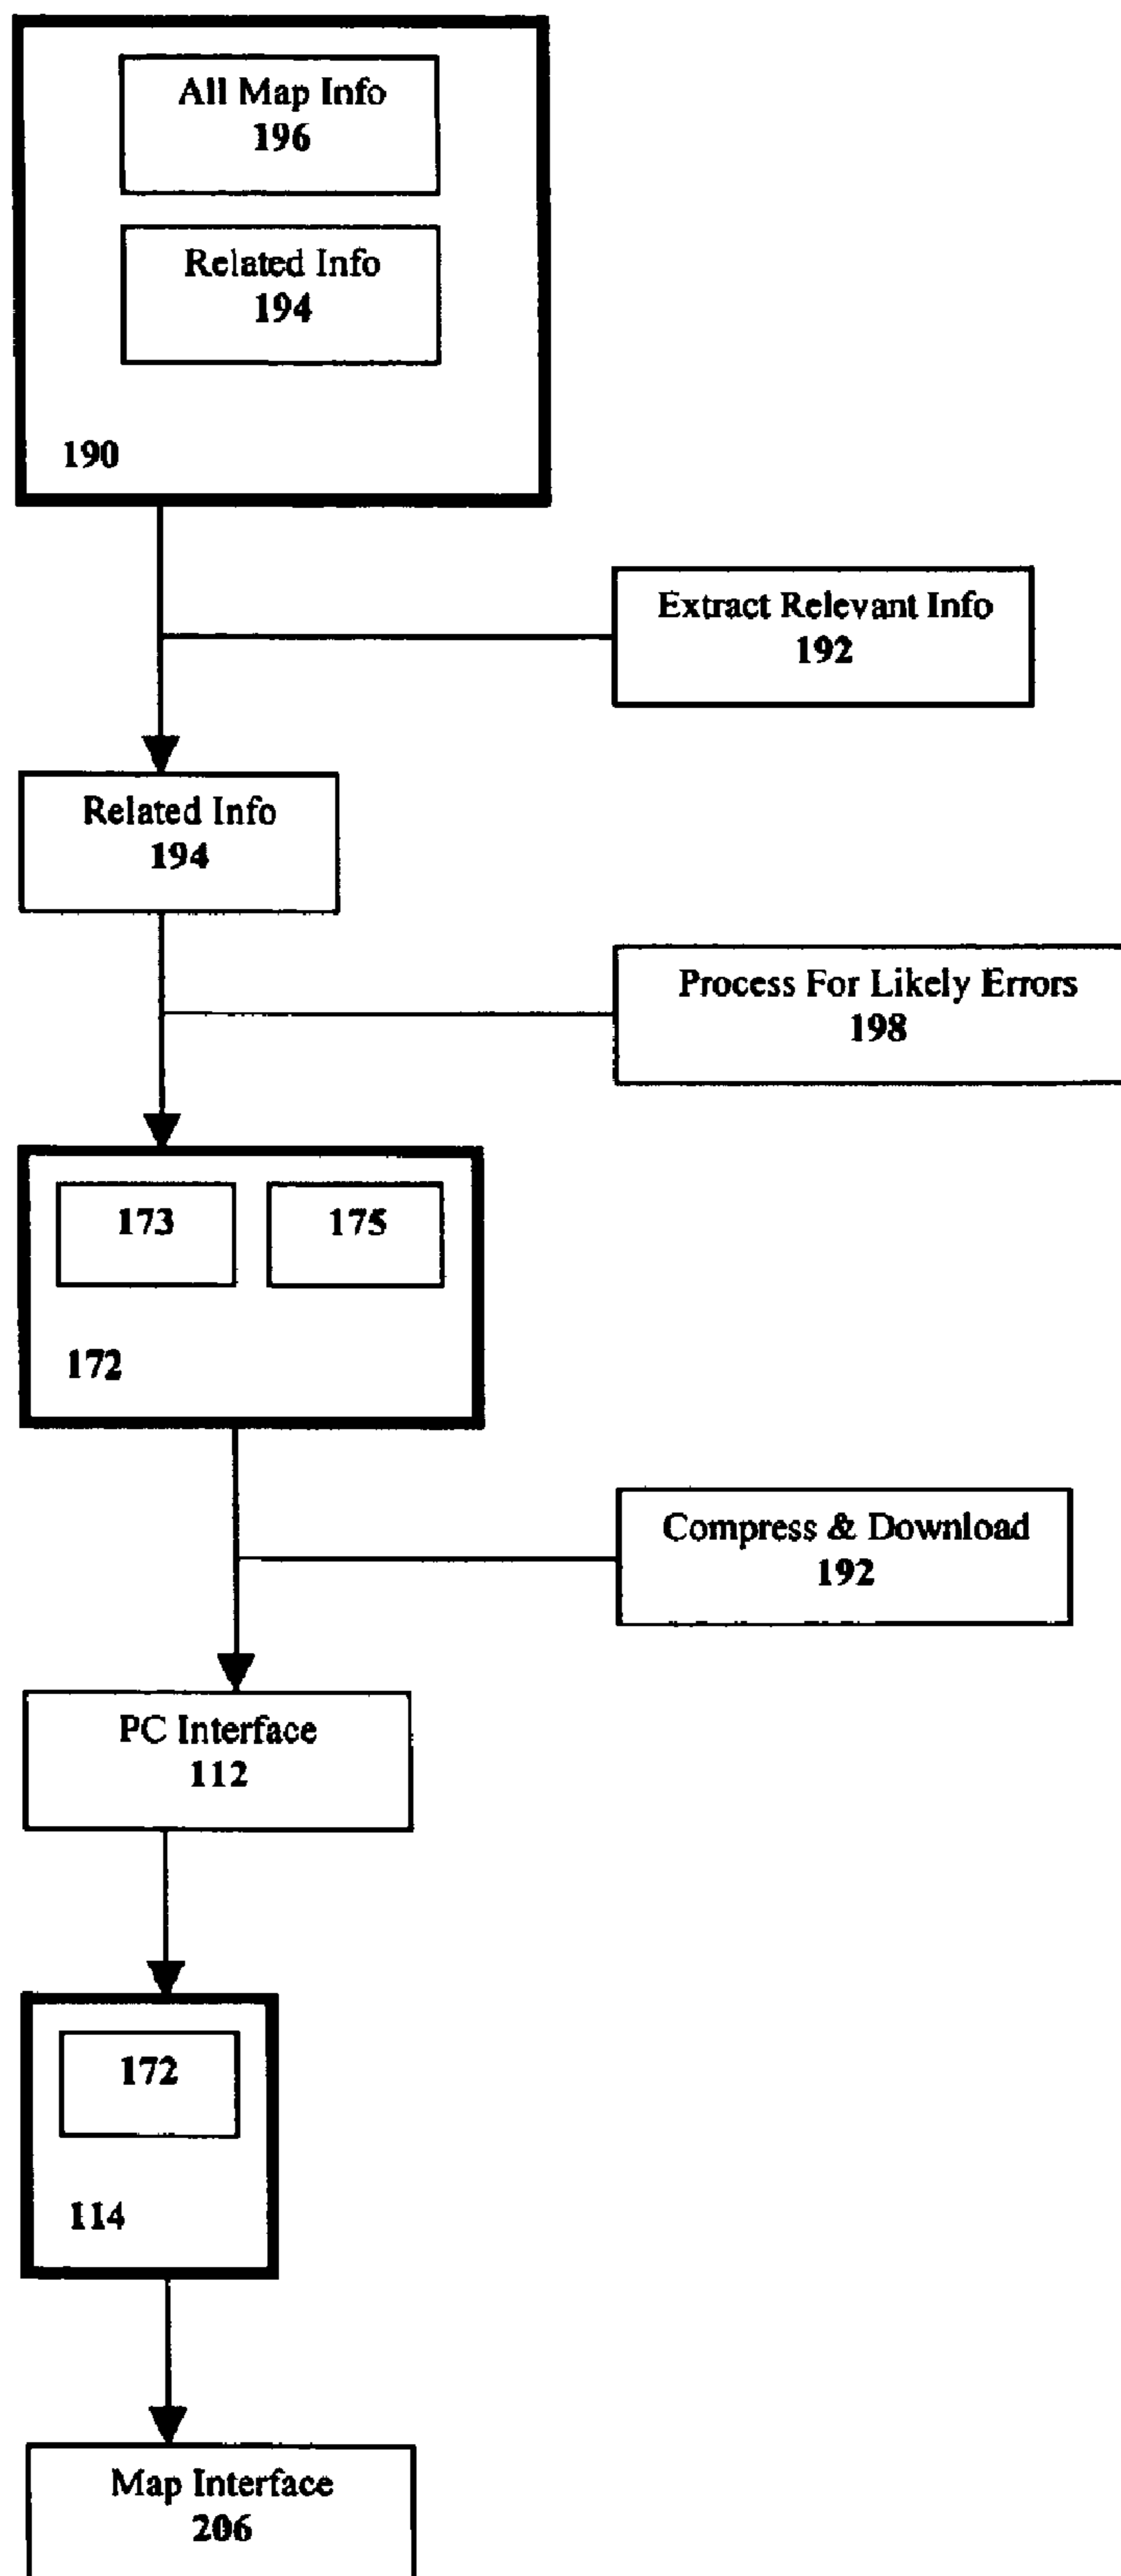 All Map Info
196
Related Info
194
190
Extract Relevant Info
192
Related Info
194
Process For Likely Errors
198
173
175
172
Compress & Download
192
PC Interface
112
172
114
Map Interface
206